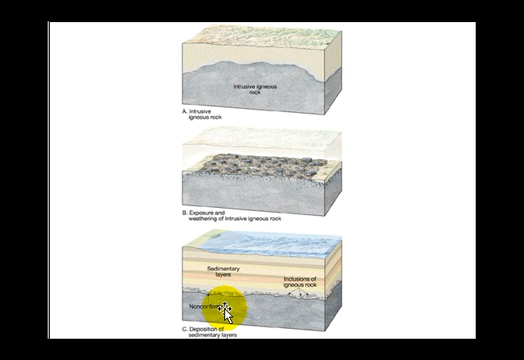 Intrusive igneous
rock
A. Intrusive
igneous rock
B. Exposure and
weathering of intrusive igneous rock
Sedimentary
layers
Inclusions of
igneous rock
C. Deposition of
sedimentary layers